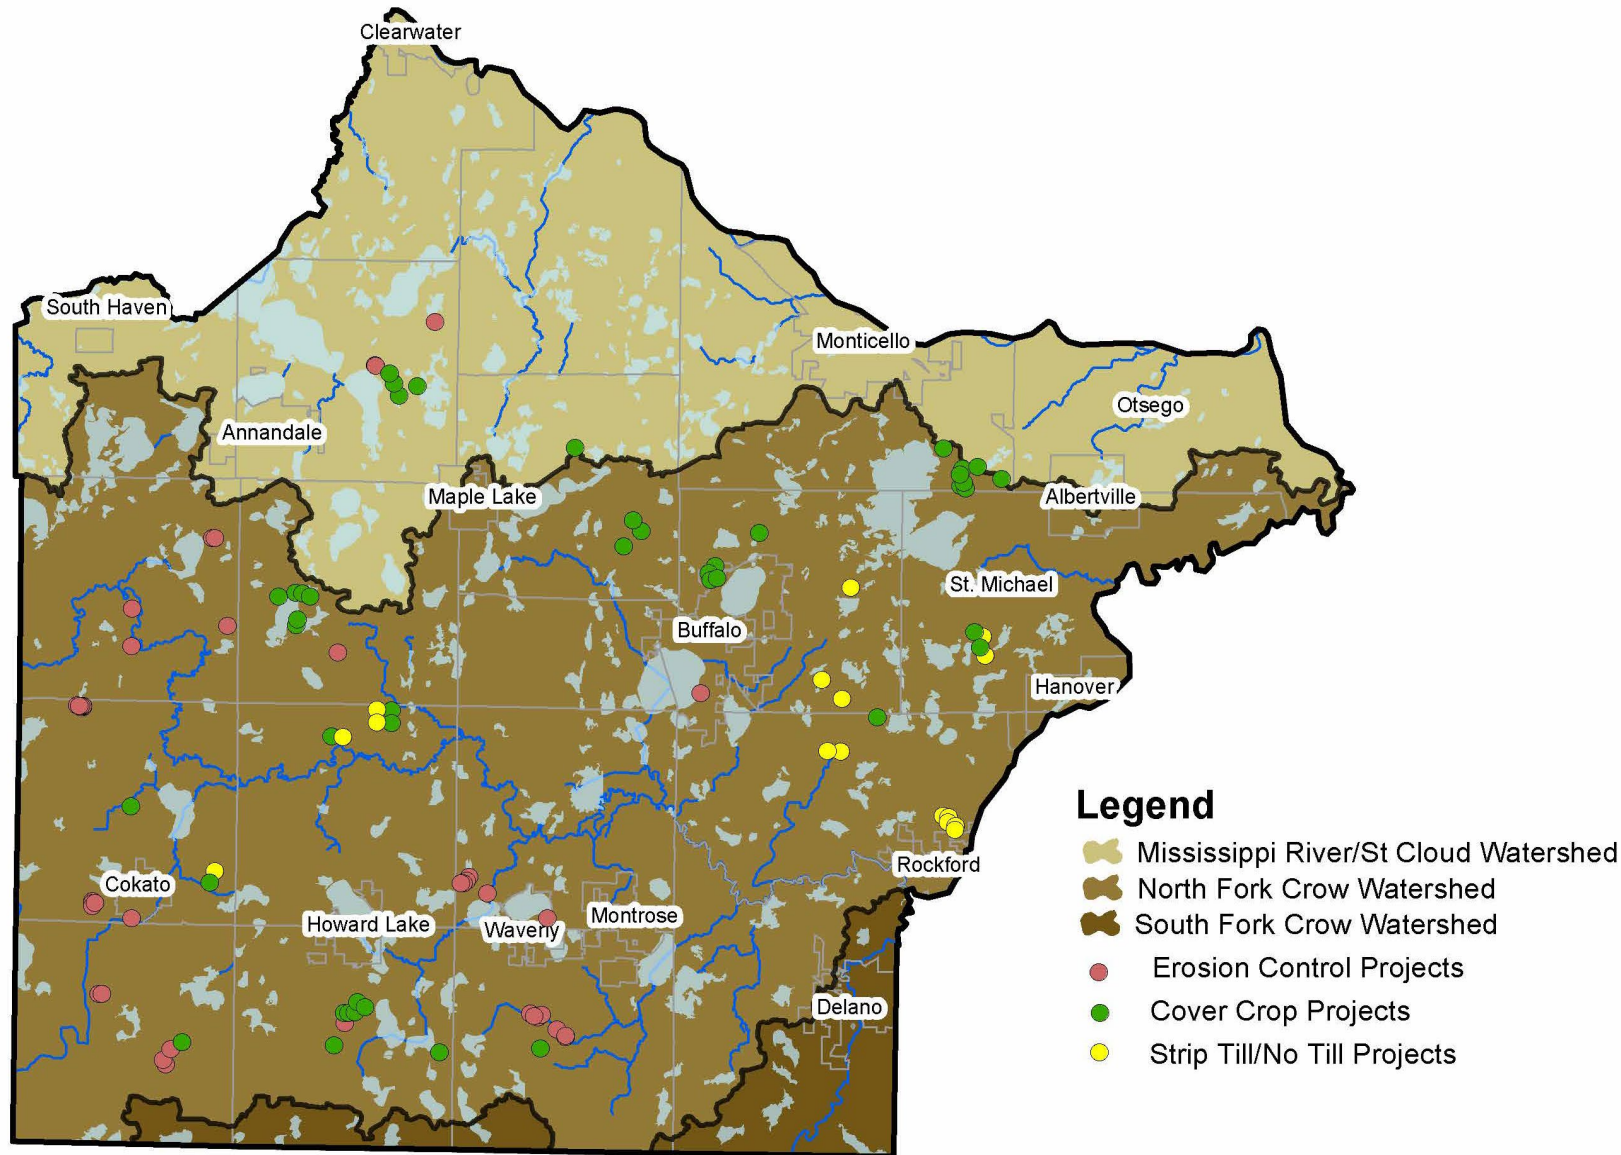 Clearwater
South Haven
Monticello
Otsego
Annandale
Maple Lake
Albertville
St. Michael
Buffalo
Hanover
Legend
Mississippi River/St Cloud Watershed
Rockford
Cokato
North Fork Crow Watershed
Montrose
Howard Lake
Waverly
South Fork Crow Watershed
Erosion Control Projects
Delano
Cover Crop Projects
Strip Till/No Till Projects